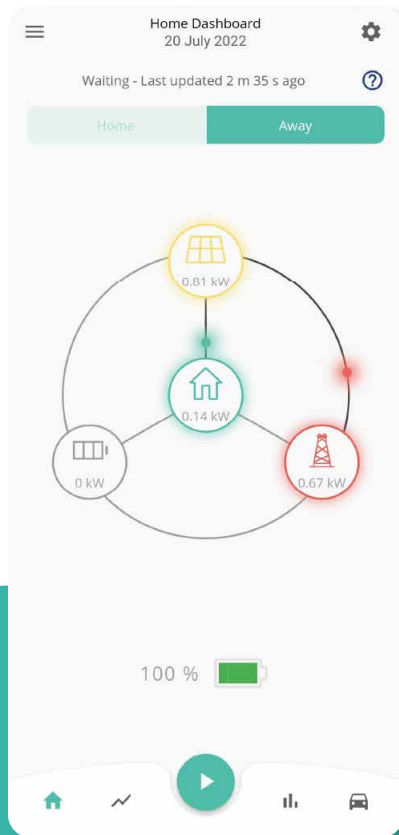 Home Dashboard
20 July 2022
Waiting - Last updated 2 m 35 s ago
Home
Away
0.81 kW
0.14 kW
0 kW
0.67 kW
100 %